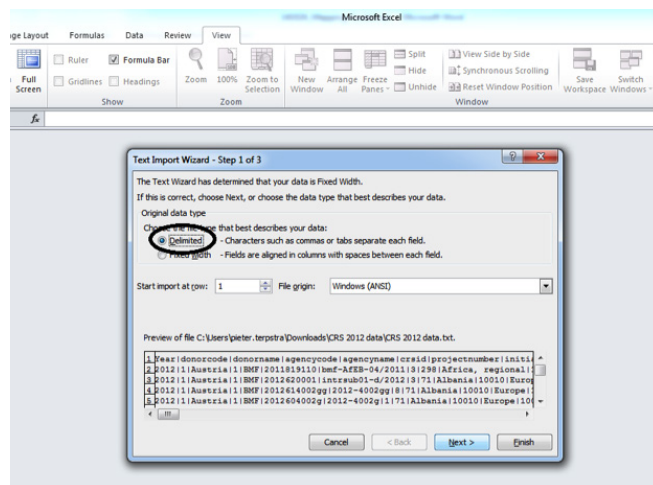 Microsoft Excel
ge Layout Formulas Data Review View
Full Screen
Ruler Formula Bar
Gridlines Headings
Show
Zoom 100% Zoom to Selection
Zoom
New Window Arrange All Freeze Panes
Split
Hide
Unhide
View Side by Side
Synchronous Scrolling
Reset Window Position
Window
Save Workspace Switch Windows
fx
Text Import Wizard - Step 1 of 3
The Text Wizard has determined that your data is Fixed Width.
If this is correct, choose Next, or choose the data type that best describes your data.
Original data type
Choose the file type that best describes your data:
Delimited - Characters such as commas or tabs separate each field.
Fixed Width - Fields are aligned in columns with spaces between each field.
Start import at row: 1 File origin: Windows (ANSI)
Preview of file C:\Users\pieter.terpstra\Downloads\CRS 2012 data\CRS 2012 data.txt.
1 Year|donorcode|donorname|agencycode|agencyname|crsid|projectnumber|initia
2 2012|1|Austria|1|BMF|2011819110|bmf-AfEB-04/2011|3|298|Africa, regional|
3 2012|1|Austria|1|BMF|2012620001|intrsub01-d/2012|3|71|Albania|10010|Europ
4 2012|1|Austria|1|BMF|2012614002gg|2012-4002gg|8|71|Albania|10010|Europe|
5 2012|1|Austria|1|BMF|2012604002g|2012-4002g|1|71|Albania|10010|Europe|10
Cancel < Back Next > Finish